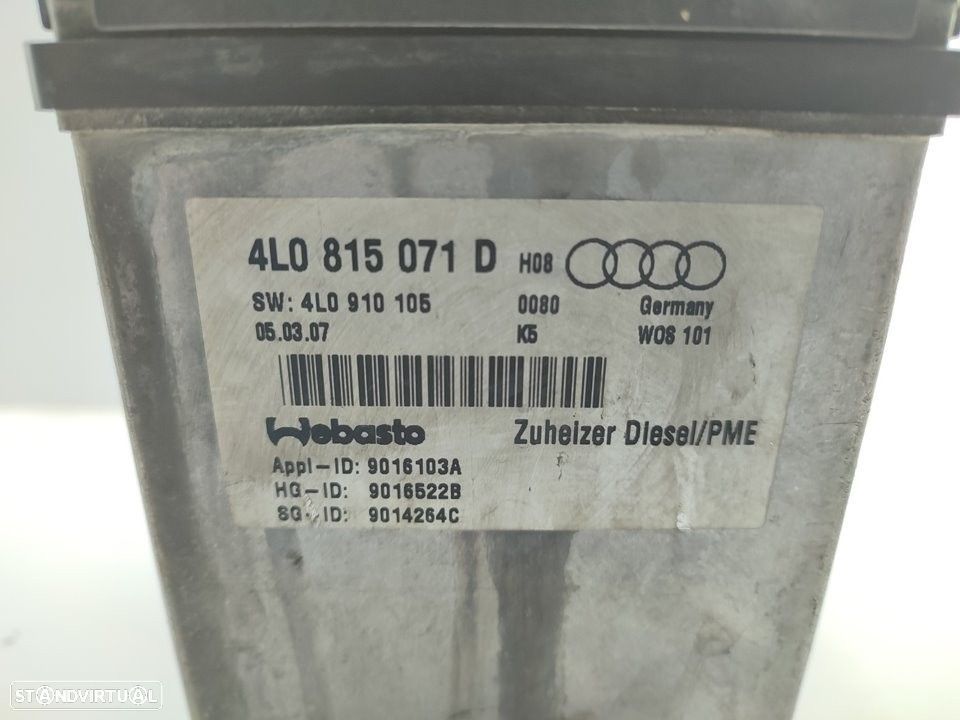 4L0 815 071 D H08
SW: 4L0 910 105 0080 Germany
05.03.07 K5 WOS 101
Webasto Zuheizer Diesel/PME
Appl-ID: 9016103A
HG-ID: 9016522B
SG-ID: 9014264C
STANDVIRTUAL